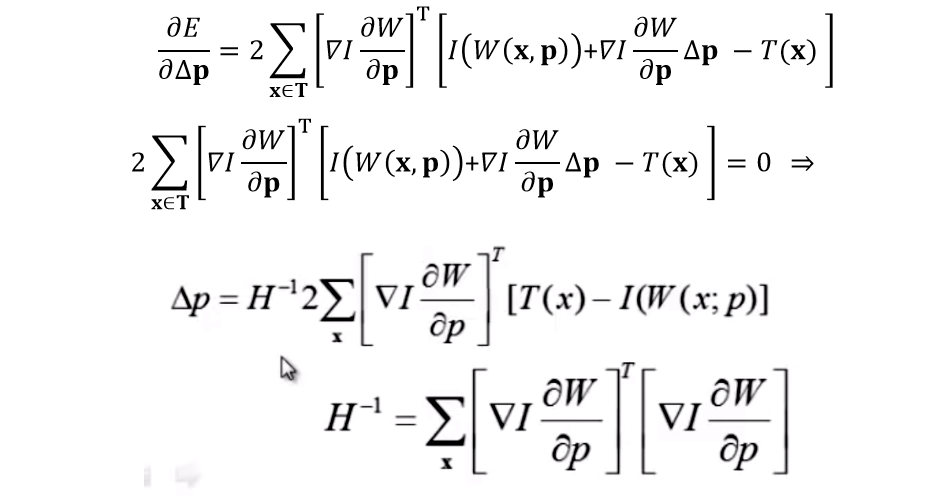 ∂E/∂Δ𝐩 = 2 ∑_{𝐱∈𝐓} [∇I ∂W/∂𝐩]^T [I(W(𝐱,𝐩))+∇I ∂W/∂𝐩 Δ𝐩 − T(𝐱)]
2 ∑_{𝐱∈𝐓} [∇I ∂W/∂𝐩]^T [I(W(𝐱,𝐩))+∇I ∂W/∂𝐩 Δ𝐩 − T(𝐱)] = 0 ⇒
Δp = H^{-1}2∑_𝐱 [∇I ∂W/∂p]^T [T(x) − I(W(x;p)]
H^{-1} = ∑_𝐱 [∇I ∂W/∂p]^T [∇I ∂W/∂p]